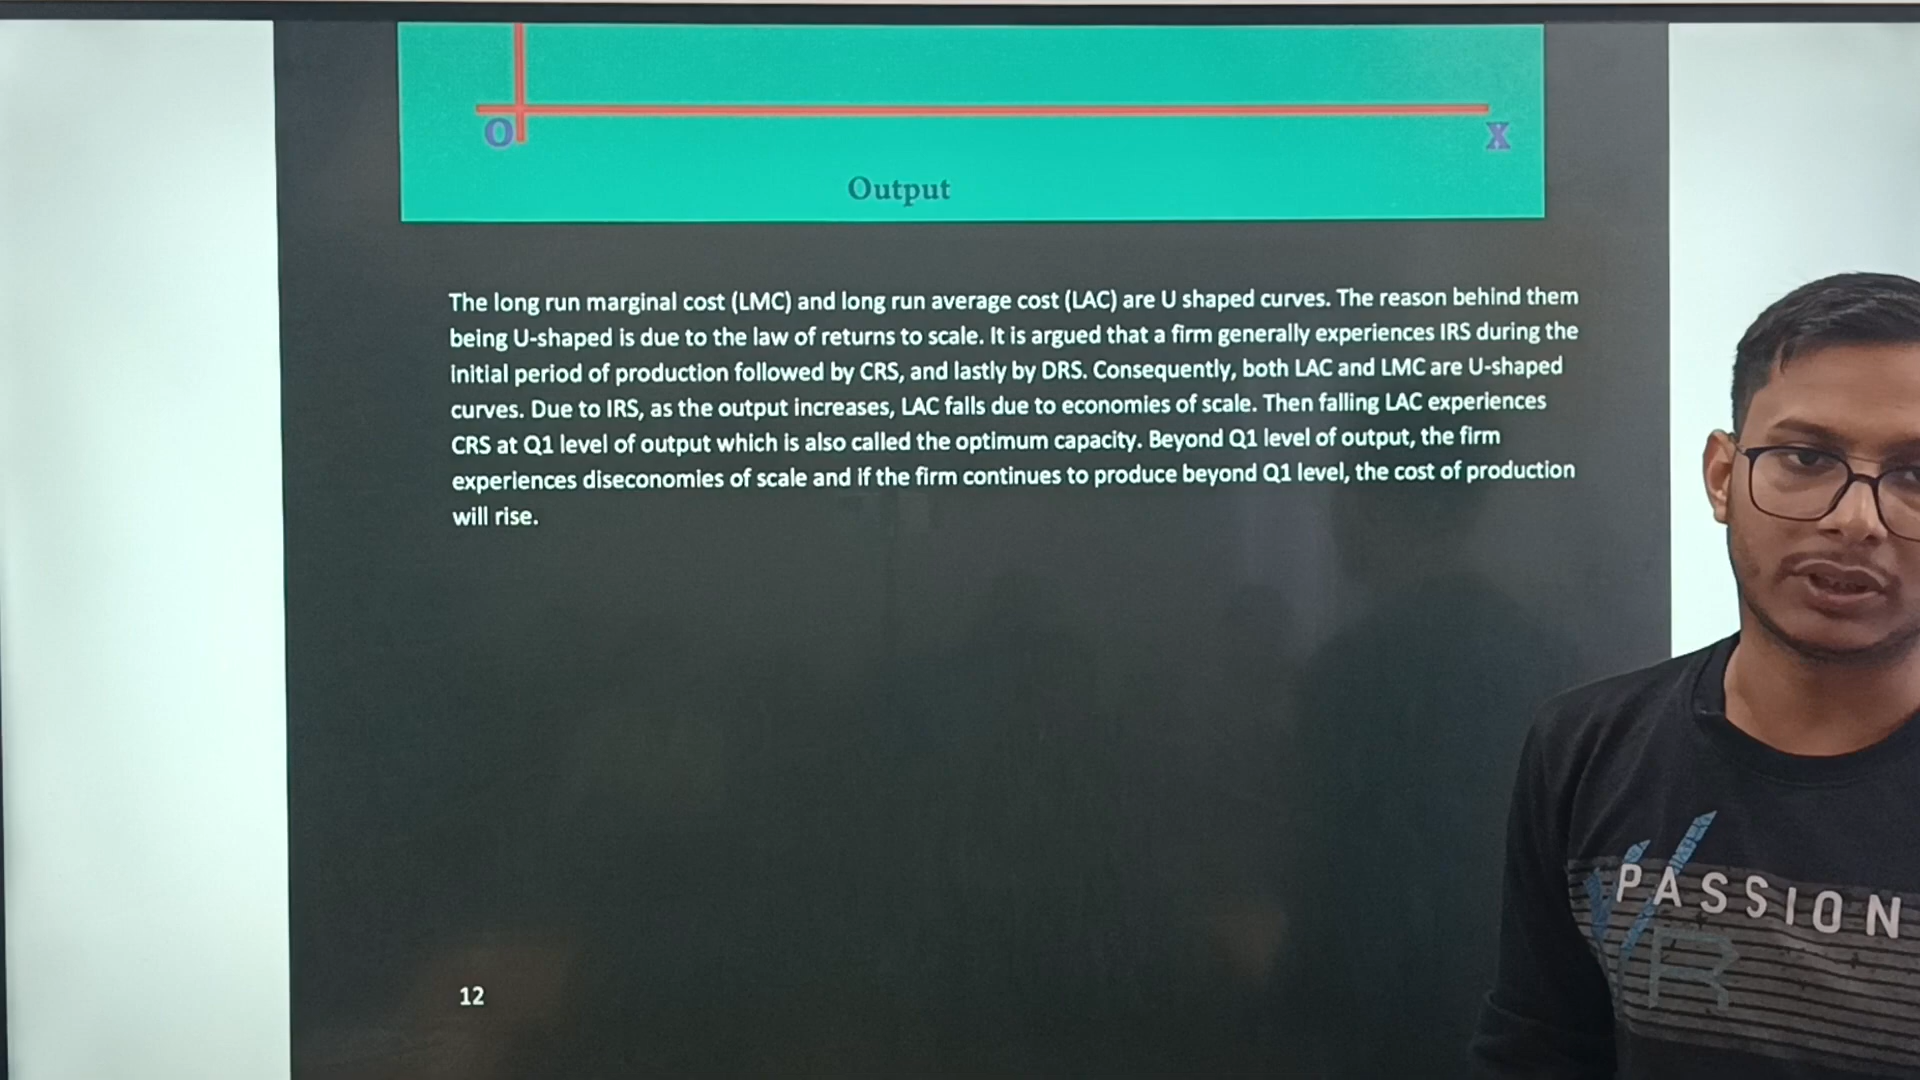 O
X
Output
The long run marginal cost (LMC) and long run average cost (LAC) are U shaped curves. The reason behind them
being U-shaped is due to the law of returns to scale. It is argued that a firm generally experiences IRS during the
initial period of production followed by CRS, and lastly by DRS. Consequently, both LAC and LMC are U-shaped
curves. Due to IRS, as the output increases, LAC falls due to economies of scale. Then falling LAC experiences
CRS at Q1 level of output which is also called the optimum capacity. Beyond Q1 level of output, the firm
experiences diseconomies of scale and if the firm continues to produce beyond Q1 level, the cost of production
will rise.
PASSION
R
12